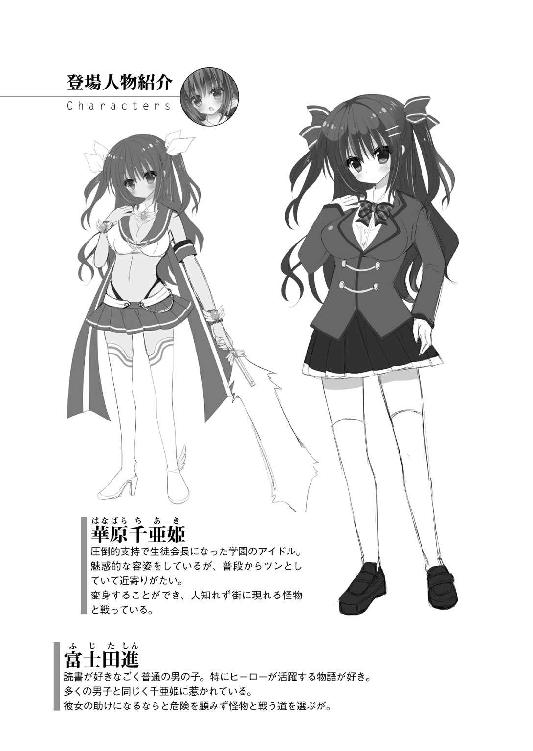 登場人物紹介
Characters
はなばら ちあき
華原千亜姫
圧倒的支持で生徒会長になった学園のアイドル。
魅惑的な容姿をしているが、普段からツンとし
ていて近寄りがたい。
変身することができ、人知れず街に現れる怪物
と戦っている。
ふじた しん
富士田進
読書が好きなごく普通の男の子。特にヒーローが活躍する物語が好き。
多くの男子と同じく千亜姫に惹かれている。
彼女の助けになるならと危険を顧みず怪物と戦う道を選ぶが。